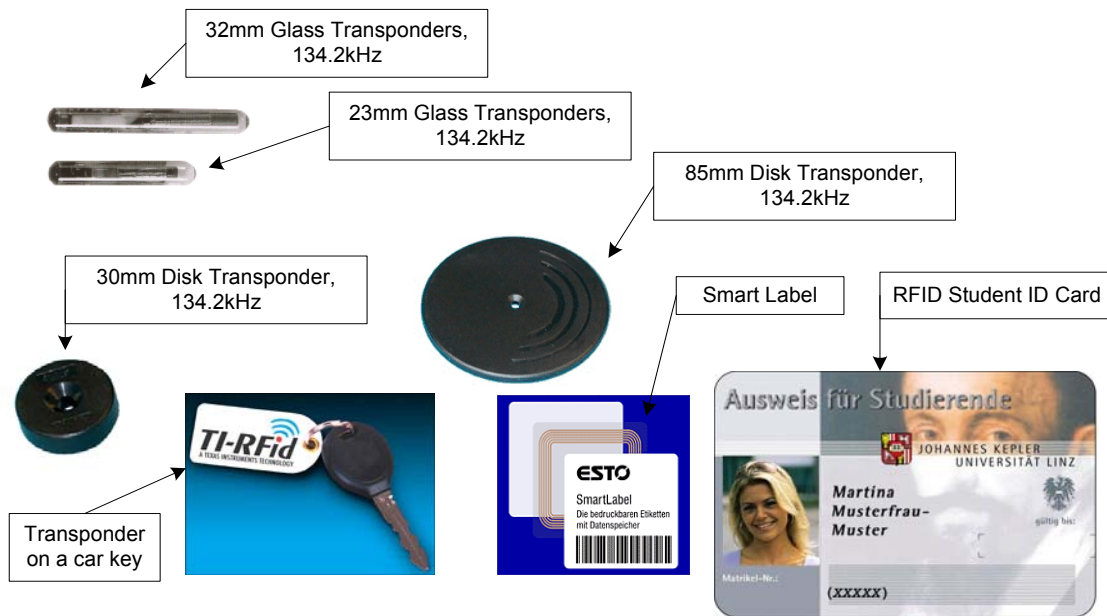 32mm Glass Transponders,
134.2kHz
23mm Glass Transponders,
134.2kHz
85mm Disk Transponder,
134.2kHz
30mm Disk Transponder,
134.2kHz
Smart Label
RFID Student ID Card
TI-RFid
A TEXAS INSTRUMENTS TECHNOLOGY
Transponder
on a car key
ESTO
SmartLabel
Die bedruckbaren Etiketten
mit Datenspeicher
Ausweis für Studierende
JOHANNES KEPLER
UNIVERSITÄT LINZ
Martina
Musterfrau-
Muster
gültig bis:
Matrikel-Nr.:
(XXXXX)